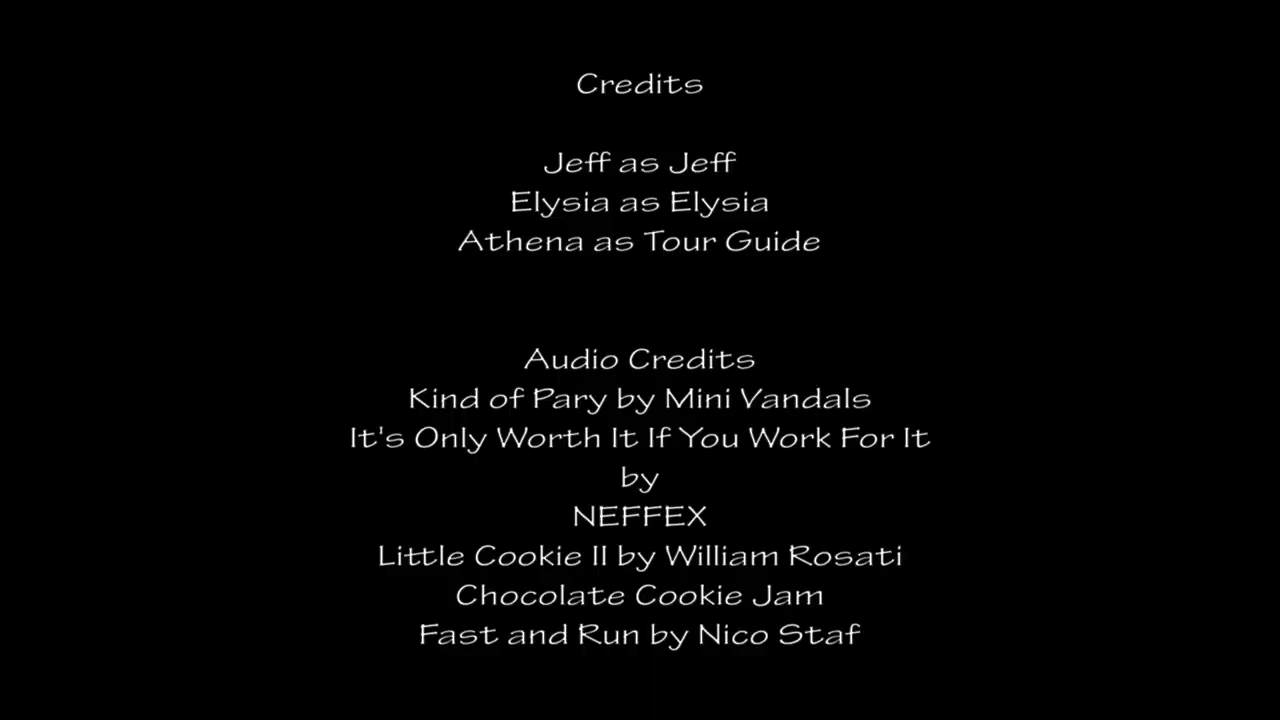 Credits
Jeff as Jeff
Elysia as Elysia
Athena as Tour Guide
Audio Credits
Kind of Pary by Mini Vandals
It's Only Worth It If You Work For It
by
NEFFEX
Little Cookie II by William Rosati
Chocolate Cookie Jam
Fast and Run by Nico Staf